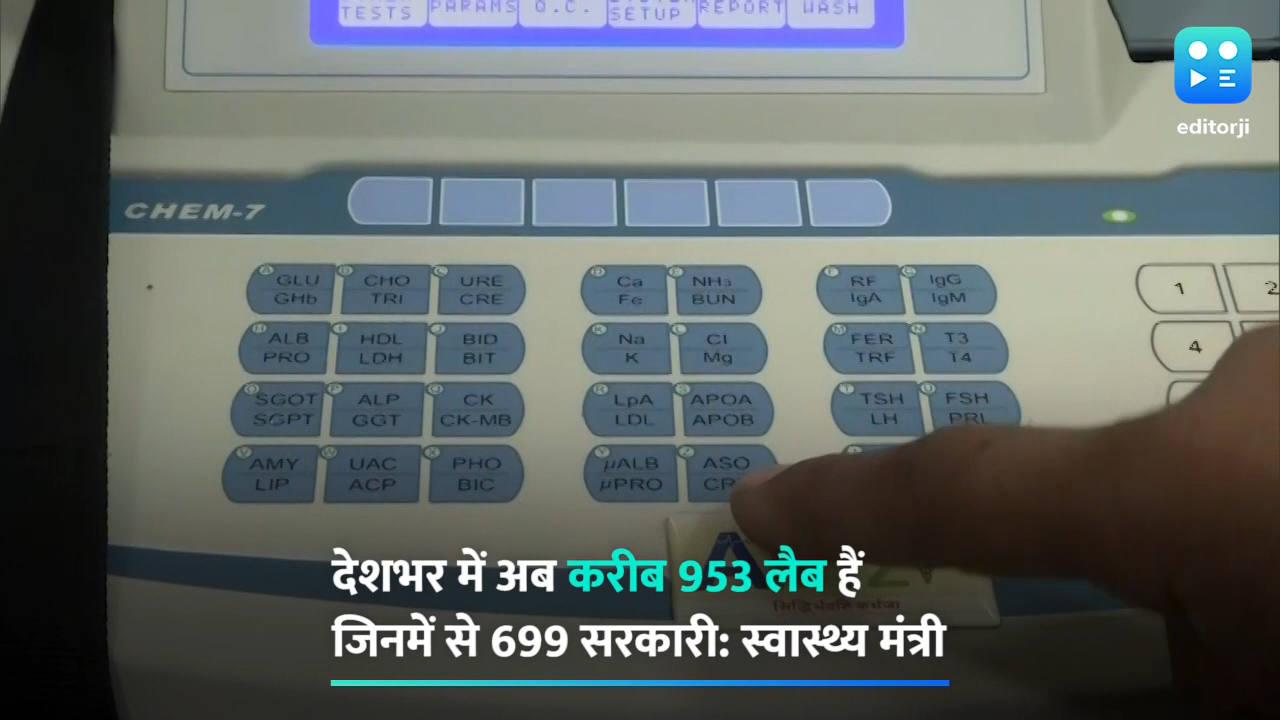 TESTS PARAMS Q.C. SYSTEM SETUP REPORT WASH
editorji
CHEM-7
A GLU GHb B CHO TRI C URE CRE
D Ca Fe E NH₃ BUN
F RF IgA G IgG IgM
1 2
H ALB PRO I HDL LDH J BID BIT
K Na K L Cl Mg
M FER TRF N T3 T4
4
O SGOT SGPT P ALP GGT Q CK CK-MB
R LpA LDL S APOA APOB
T TSH LH U FSH PRL
V AMY LIP W UAC ACP X PHO BIC
Y µALB µPRO Z ASO
देशभर में अब करीब 953 लैब हैं
जिनमें से 699 सरकारी: स्वास्थ्य मंत्री